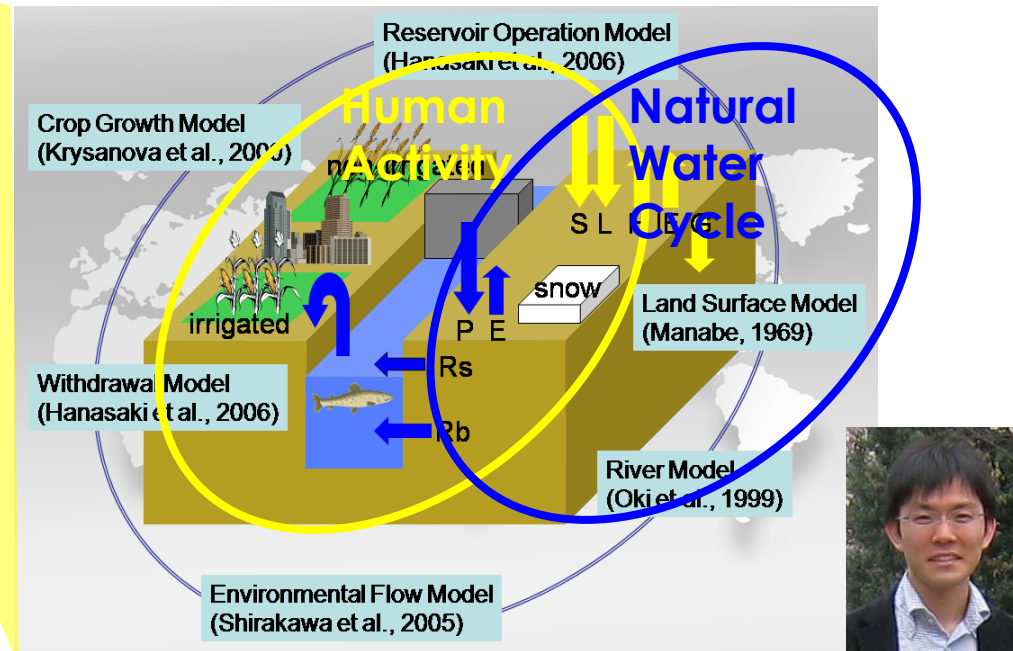 Reservoir Operation Model
(Hanasaki et al., 2006)
Human
Activity
Natural
Water
Cycle
Crop Growth Model
(Krysanova et al., 2000)
S L H lE G
snow
irrigated
P E
Land Surface Model
(Manabe, 1969)
Rs
Withdrawal Model
(Hanasaki et al., 2006)
Rb
River Model
(Oki et al., 1999)
Environmental Flow Model
(Shirakawa et al., 2005)